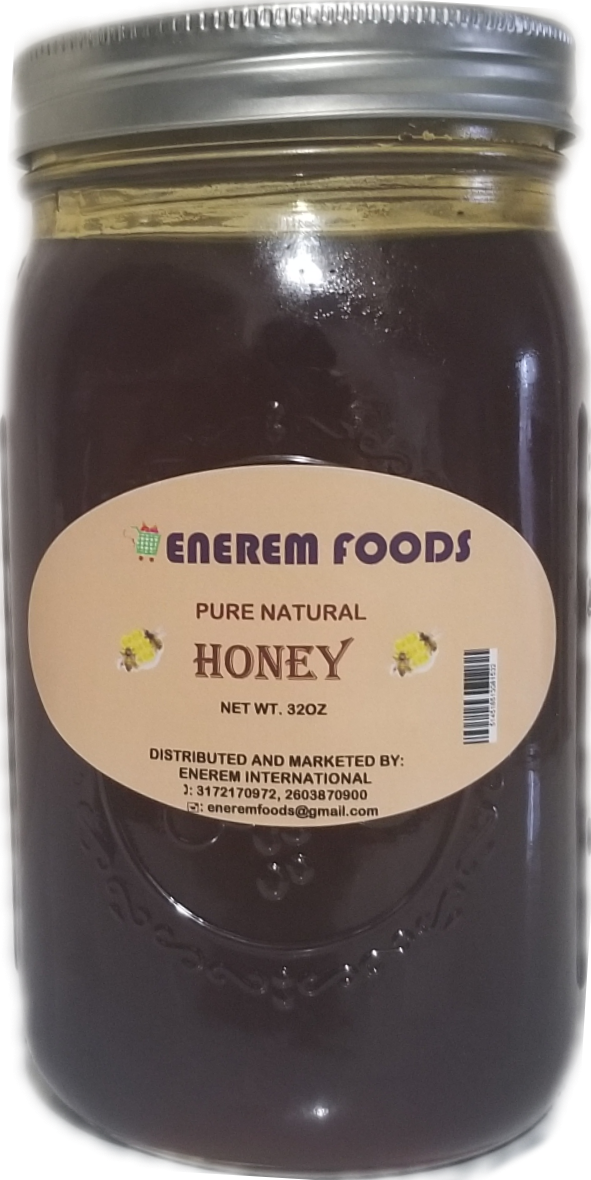 ENEREM FOODS
PURE NATURAL
HONEY
NET WT. 32OZ
DISTRIBUTED AND MARKETED BY:
ENEREM INTERNATIONAL
: 3172170972, 2603870900
: eneremfoods@gmail.com